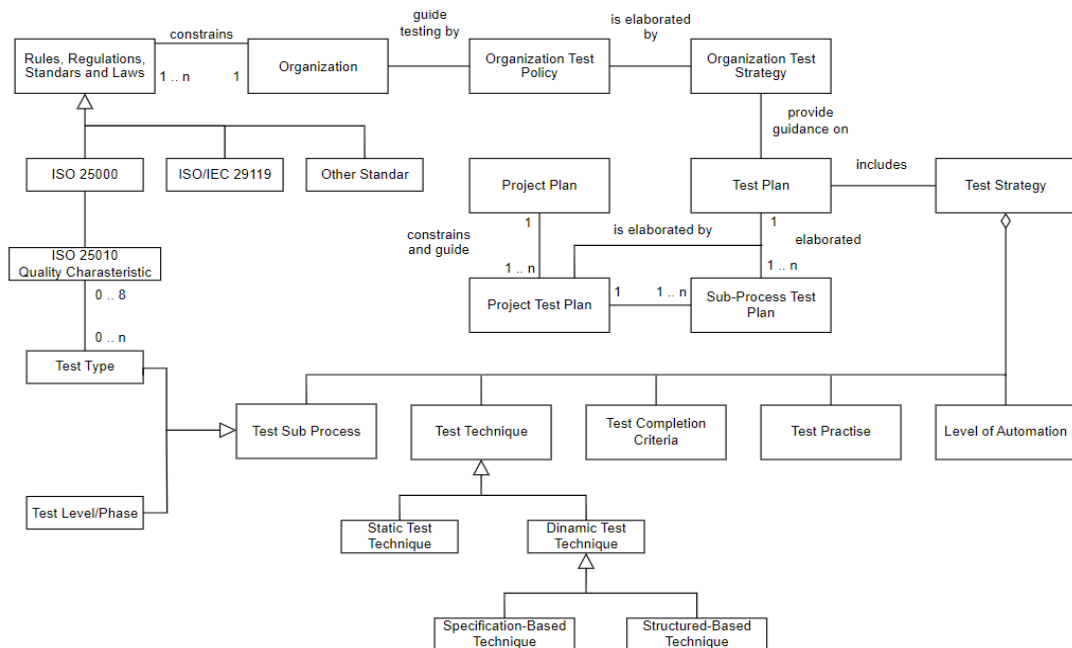 guide
testing by
is elaborated
by
constrains
Rules, Regulations,
Standars and Laws
1 .. n
1
Organization
Organization Test
Policy
Organization Test
Strategy
provide
guidance on
ISO 25000
ISO/IEC 29119
Other Standar
Project Plan
Test Plan
includes
Test Strategy
1
1
constrains
and guide
is elaborated by
elaborated
1 .. n
1 .. n
ISO 25010
Quality Charasteristic
Project Test Plan
1
1 .. n
Sub-Process Test
Plan
0 .. 8
0 .. n
Test Type
Test Sub Process
Test Technique
Test Completion
Criteria
Test Practise
Level of Automation
Test Level/Phase
Static Test
Technique
Dinamic Test
Technique
Specification-Based
Technique
Structured-Based
Technique